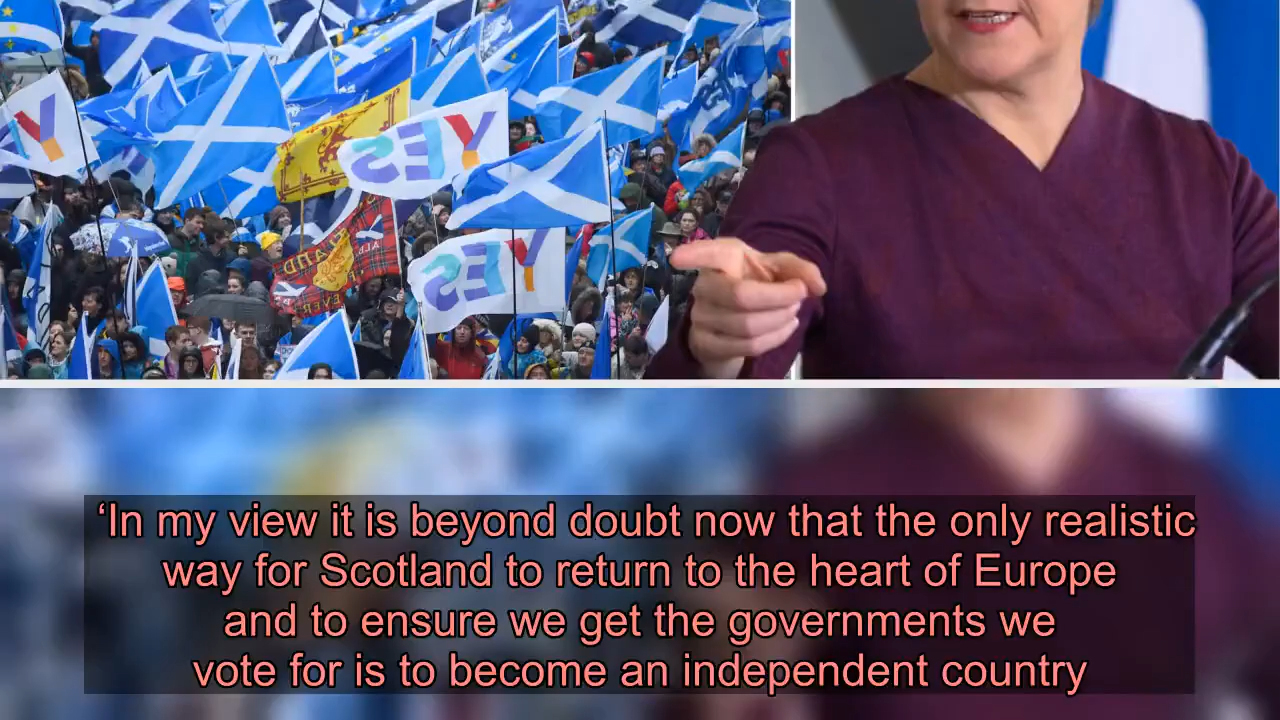 YES
YES
‘In my view it is beyond doubt now that the only realistic
way for Scotland to return to the heart of Europe
and to ensure we get the governments we
vote for is to become an independent country